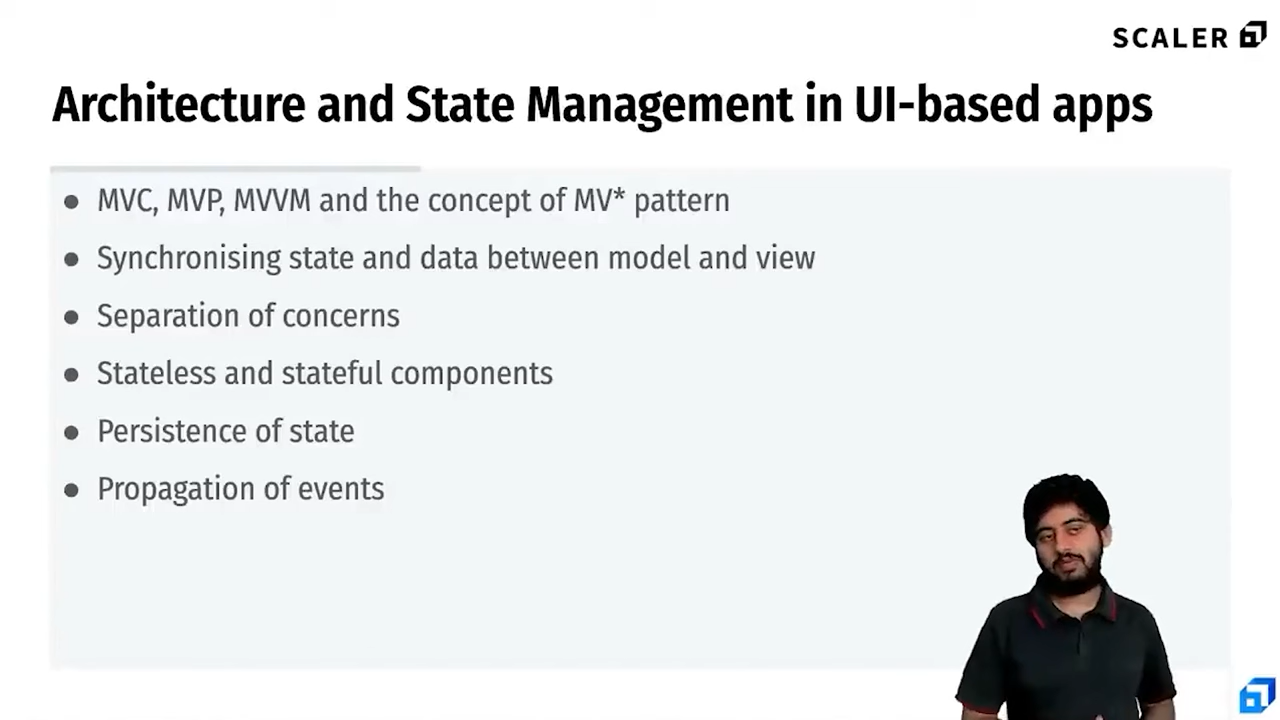 SCALER
Architecture and State Management in UI-based apps
● MVC, MVP, MVVM and the concept of MV* pattern
● Synchronising state and data between model and view
● Separation of concerns
● Stateless and stateful components
● Persistence of state
● Propagation of events